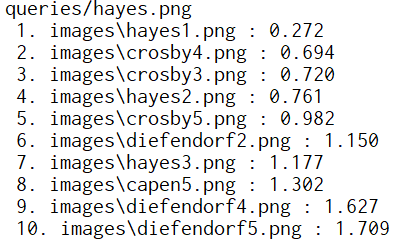 queries/hayes.png
1. images\hayes1.png : 0.272
2. images\crosby4.png : 0.694
3. images\crosby3.png : 0.720
4. images\hayes2.png : 0.761
5. images\crosby5.png : 0.982
6. images\diefendorf2.png : 1.150
7. images\hayes3.png : 1.177
8. images\capen5.png : 1.302
9. images\diefendorf4.png : 1.627
10. images\diefendorf5.png : 1.709